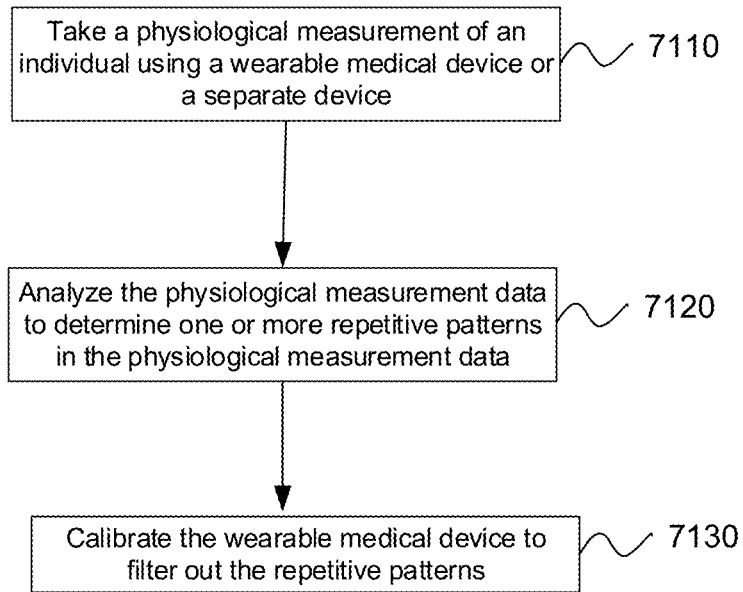 Take a physiological measurement of an
individual using a wearable medical device or
a separate device
7110
Analyze the physiological measurement data
to determine one or more repetitive patterns
in the physiological measurement data
7120
Calibrate the wearable medical device to
filter out the repetitive patterns
7130